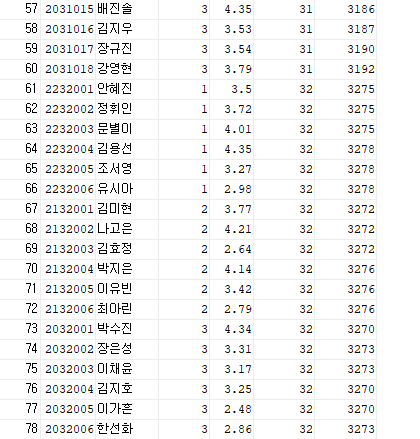 57 2031015 배진솔 3 4.35 31 3186
58 2031016 김지우 3 3.53 31 3187
59 2031017 장규진 3 3.54 31 3190
60 2031018 강영현 3 3.79 31 3192
61 2232001 안혜진 1 3.5 32 3275
62 2232002 정휘인 1 3.72 32 3275
63 2232003 문별이 1 4.01 32 3275
64 2232004 김용선 1 4.35 32 3278
65 2232005 조서영 1 3.27 32 3278
66 2232006 유시아 1 2.98 32 3278
67 2132001 김미현 2 3.77 32 3272
68 2132002 나고은 2 4.21 32 3272
69 2132003 김효정 2 2.64 32 3272
70 2132004 박지은 2 4.14 32 3276
71 2132005 이유빈 2 3.42 32 3276
72 2132006 최아린 2 2.79 32 3276
73 2032001 박수진 3 4.34 32 3270
74 2032002 장은성 3 3.31 32 3273
75 2032003 이채윤 3 3.17 32 3273
76 2032004 김지호 3 3.25 32 3270
77 2032005 이가흔 3 2.48 32 3270
78 2032006 한선화 3 2.86 32 3273